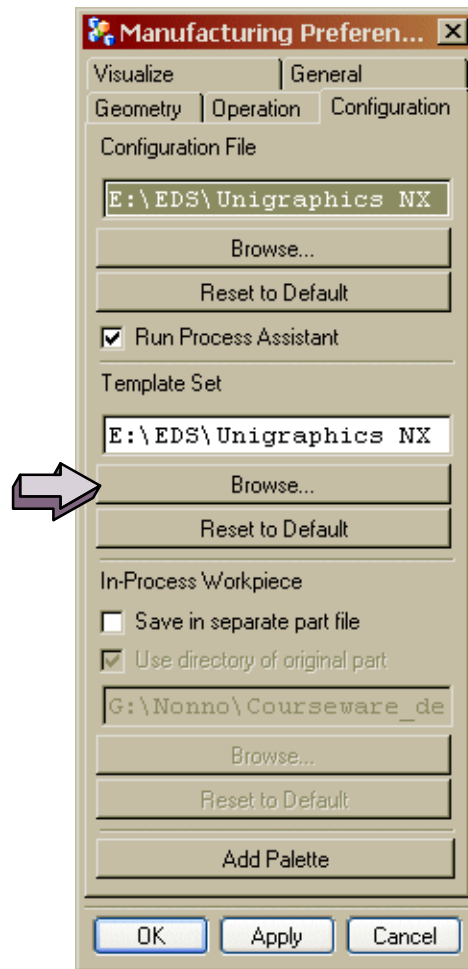 Manufacturing Preferen...
Visualize General
Geometry Operation Configuration
Configuration File
E:\EDS\Unigraphics NX
Browse...
Reset to Default
Run Process Assistant
Template Set
E:\EDS\Unigraphics NX
Browse...
Reset to Default
In-Process Workpiece
Save in separate part file
Use directory of original part
G:\Nonno\Courseware_de
Browse...
Reset to Default
Add Palette
OK Apply Cancel